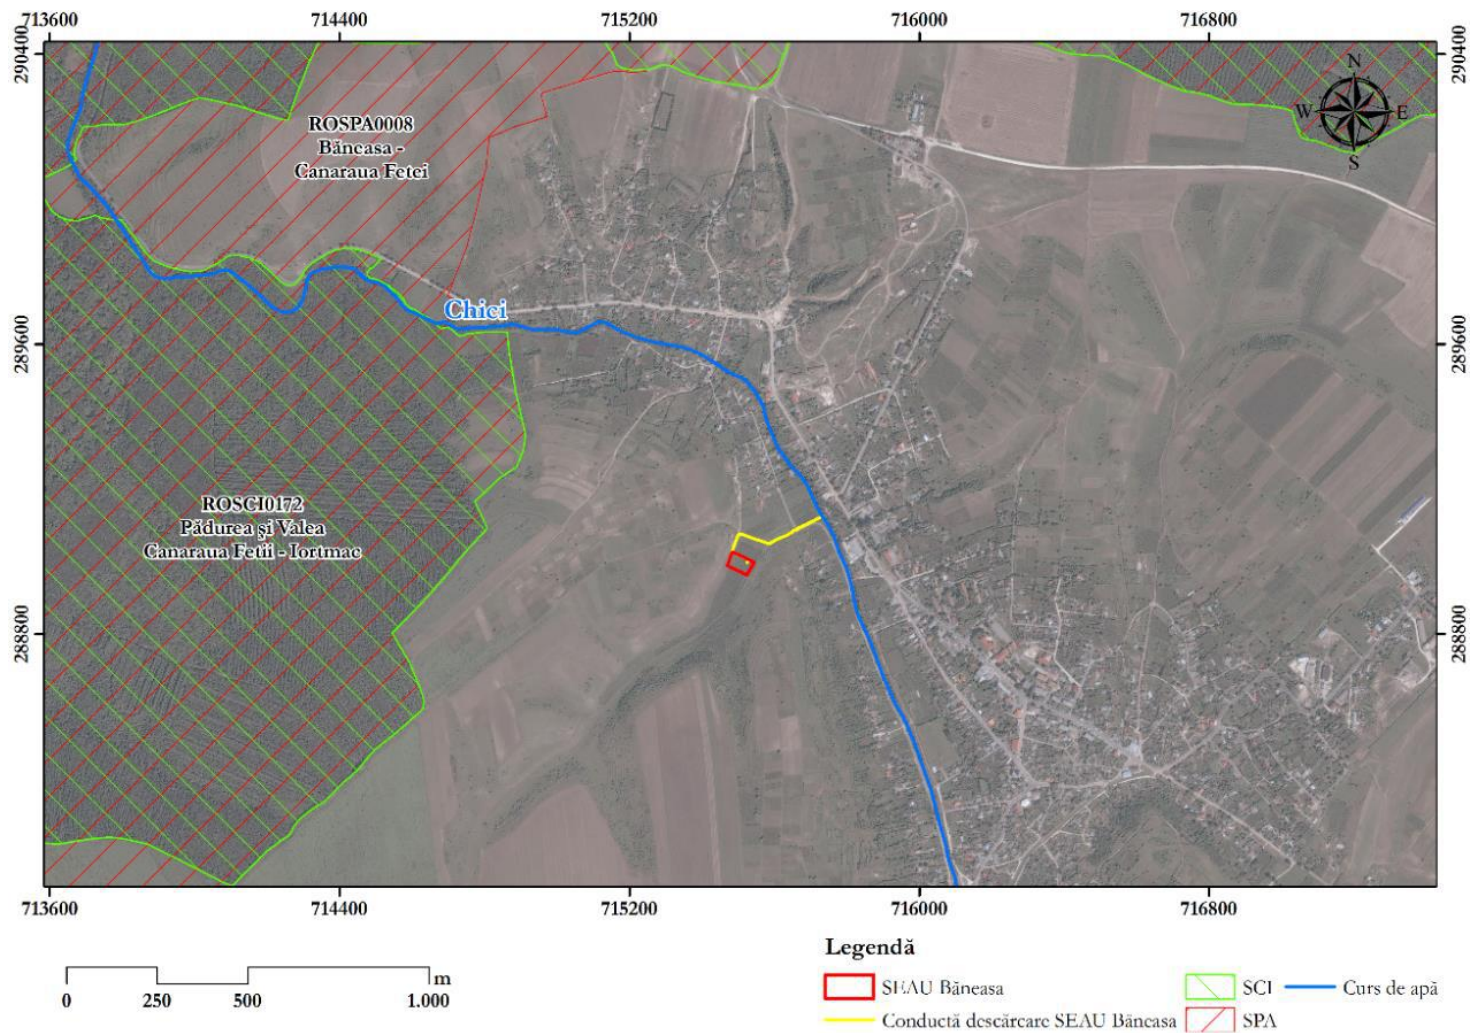 713600 714400 715200 716000 716800
290400 290400
N
W E
S
ROSPA0008
Băneasa -
Canaraua Fetei
Chici
289600 289600
ROSCI0172
Pădurea și Valea
Canaraua Fetii - Iortmac
288800 288800
713600 714400 715200 716000 716800
Legendă
m
0 250 500 1.000
SEAU Băneasa SCI Curs de apă
Conductă descărcare SEAU Băneasa SPA